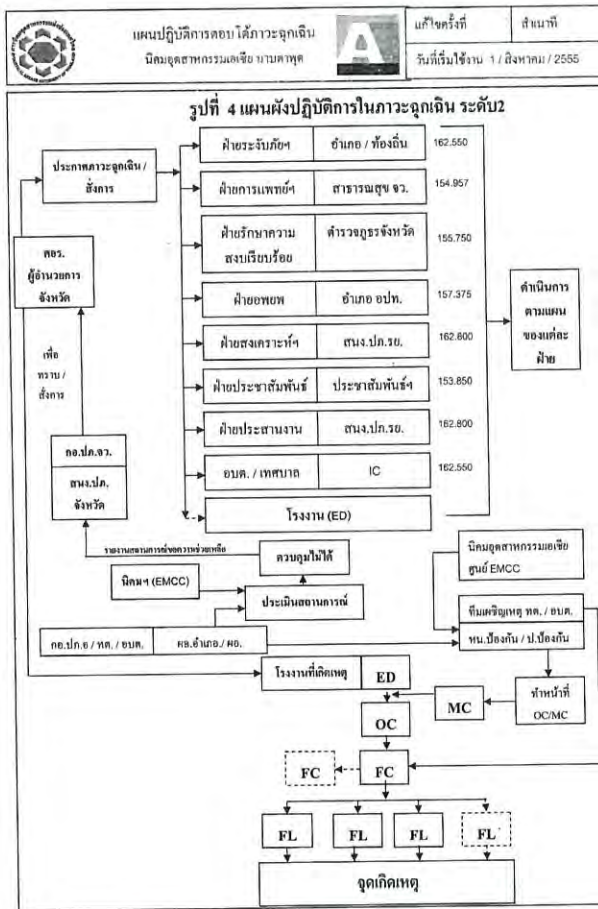 แผนปฏิบัติการตอบโต้ภาวะฉุกเฉิน
นิคมอุตสาหกรรมเอเชีย มาบตาพุด
A
แก้ไขครั้งที่
สำเนาที่
วันที่เริ่มใช้งาน 1 / สิงหาคม / 2555
รูปที่ 4 แผนผังปฏิบัติการในภาวะฉุกเฉิน ระดับ2
ประกาศภาวะฉุกเฉิน /
สั่งการ
ฝ่ายระงับภัยฯ
อำเภอ / ท้องถิ่น
162.550
ฝ่ายการแพทย์ฯ
สาธารณสุข จว.
154.957
ฝ่ายรักษาความ
สงบเรียบร้อย
ตำรวจภูธรจังหวัด
155.750
ฝ่ายอพยพ
อำเภอ อปท.
157.375
ฝ่ายสงเคราะห์ฯ
สนง.ปภ.รย.
162.800
ฝ่ายประชาสัมพันธ์
ประชาสัมพันธ์ฯ
153.850
ฝ่ายประสานงาน
สนง.ปภ.รย.
162.800
อบต. / เทศบาล
IC
162.550
โรงงาน (ED)
ดำเนินการ
ตามแผน
ของแต่ละ
ฝ่าย
ศอร.
ผู้อำนวยการ
จังหวัด
เพื่อ
ทราบ /
สั่งการ
กอ.ปภ.จว.
สนง.ปภ.
จังหวัด
รายงานสถานการณ์ขอความช่วยเหลือ
ควบคุมไม่ได้
นิคมฯ (EMCC)
ประเมินสถานการณ์
กอ.ปภ.อ / ทต. / อบต.
ผอ.อำเภอ./ ผอ.
นิคมอุตสาหกรรมเอเชีย
ศูนย์ EMCC
ทีมเผชิญเหตุ ทต. / อบต.
หน.ป้องกัน / ป.ป้องกัน
โรงงานที่เกิดเหตุ
ED
MC
ทำหน้าที่
OC/MC
OC
FC
FC
FL
FL
FL
FL
จุดเกิดเหตุ